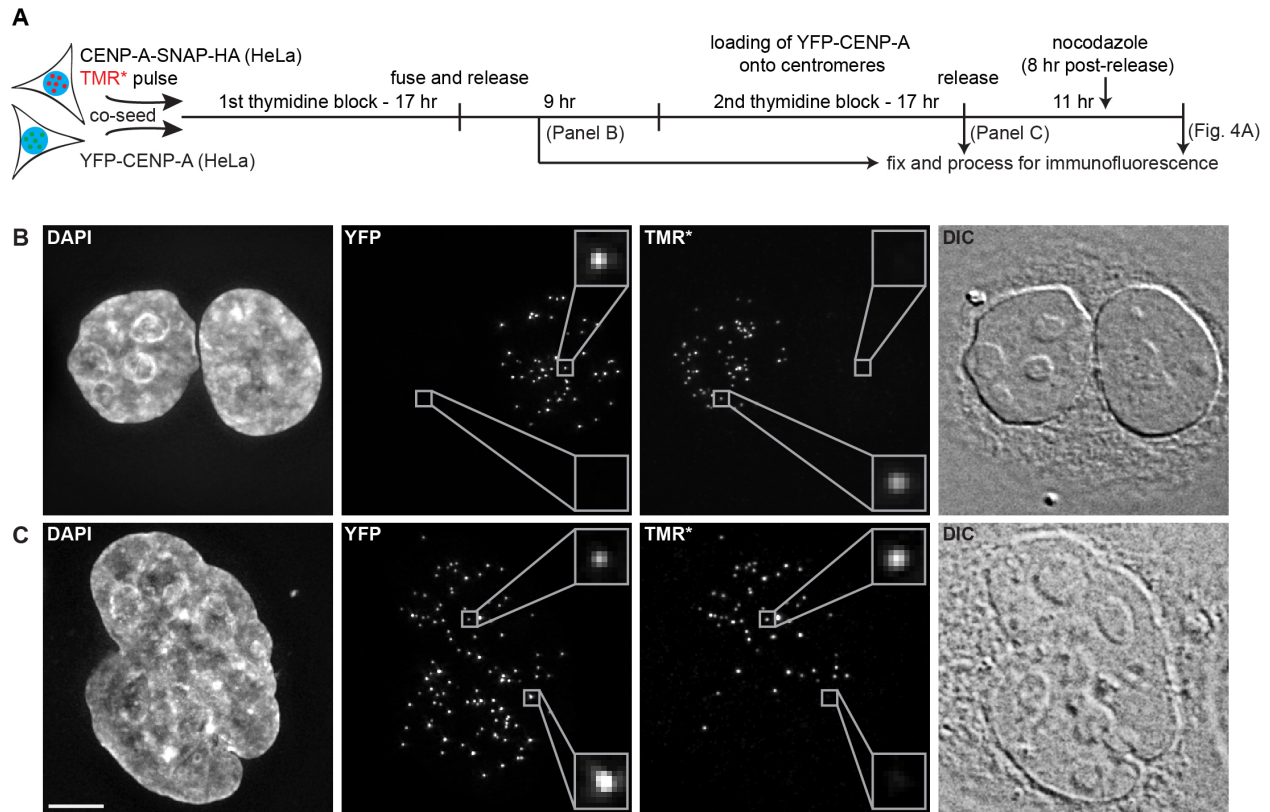 A
CENP-A-SNAP-HA (HeLa)
TMR* pulse
co-seed
YFP-CENP-A (HeLa)
fuse and release
1st thymidine block - 17 hr
9 hr
(Panel B)
loading of YFP-CENP-A
onto centromeres
2nd thymidine block - 17 hr
release
(Panel C)
nocodazole
(8 hr post-release)
11 hr
(Fig. 4A)
fix and process for immunofluorescence
B
DAPI
YFP
TMR*
DIC
C
DAPI
YFP
TMR*
DIC